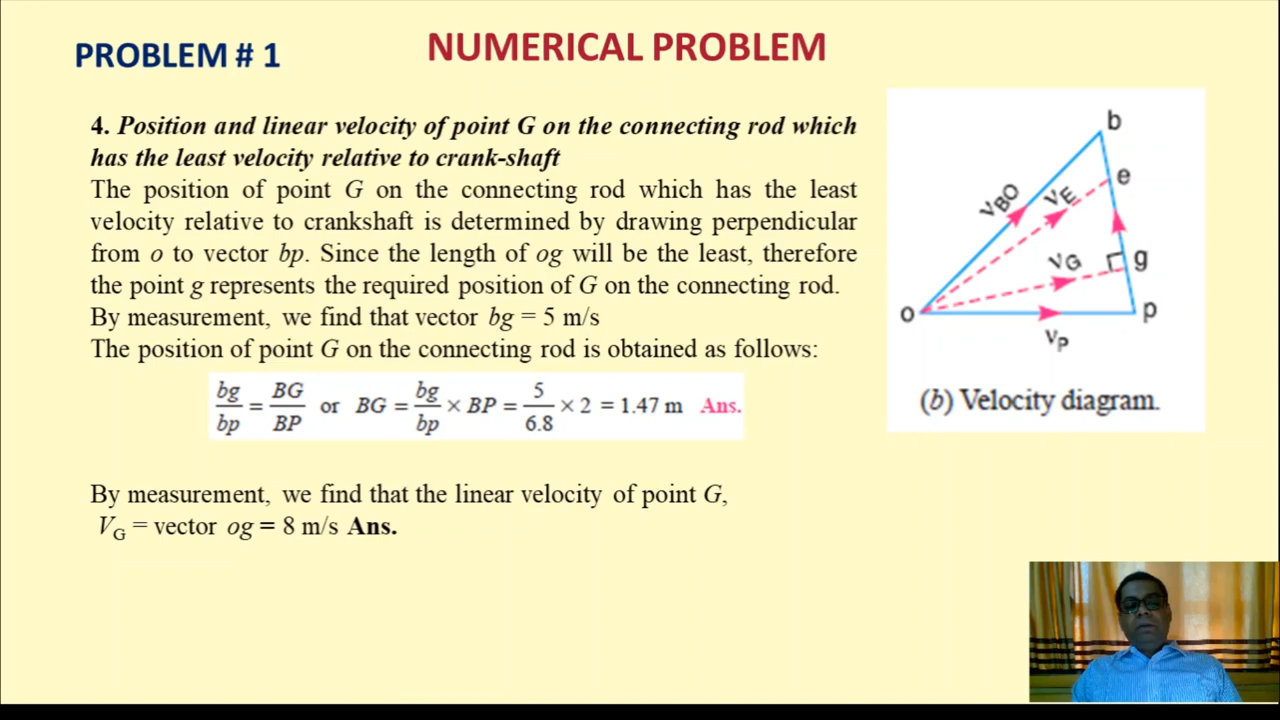 PROBLEM # 1
NUMERICAL PROBLEM
4. Position and linear velocity of point G on the connecting rod which
has the least velocity relative to crank-shaft
The position of point G on the connecting rod which has the least
velocity relative to crankshaft is determined by drawing perpendicular
from o to vector bp. Since the length of og will be the least, therefore
the point g represents the required position of G on the connecting rod.
By measurement, we find that vector bg = 5 m/s
The position of point G on the connecting rod is obtained as follows:
bg/bp = BG/BP or BG = bg/bp × BP = 5/6.8 × 2 = 1.47 m Ans.
By measurement, we find that the linear velocity of point G,
VG = vector og = 8 m/s Ans.
b
e
vBO
vE
vG
g
o
p
vP
(b) Velocity diagram.